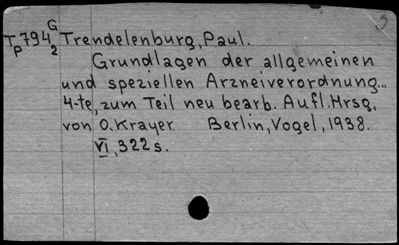 Tp794 G2 Trendelenburg, Paul.
Grundlagen der allgemeinen
und speziellen Arzneiverordnung...
4-te, zum Teil neu bearb. Aufl. Hrsg.
von O. Krayer. Berlin, Vogel, 1938.
VI, 322 s.